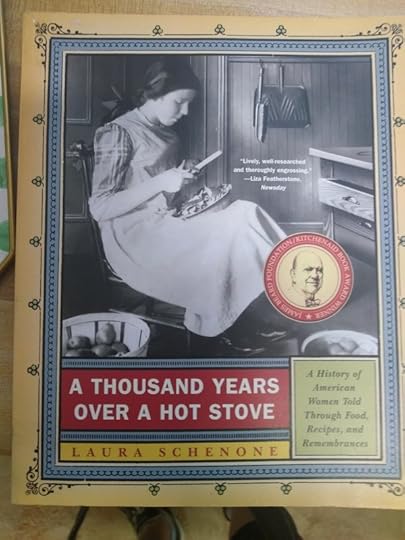 "Lively, well-researched
and thoroughly engrossing."
—Liza Featherstone,
Newsday
JAMES BEARD FOUNDATION/KITCHENAID BOOK AWARD WINNER
A THOUSAND YEARS
OVER A HOT STOVE
A History of
American
Women Told
Through Food,
Recipes, and
Remembrances
LAURA SCHENONE